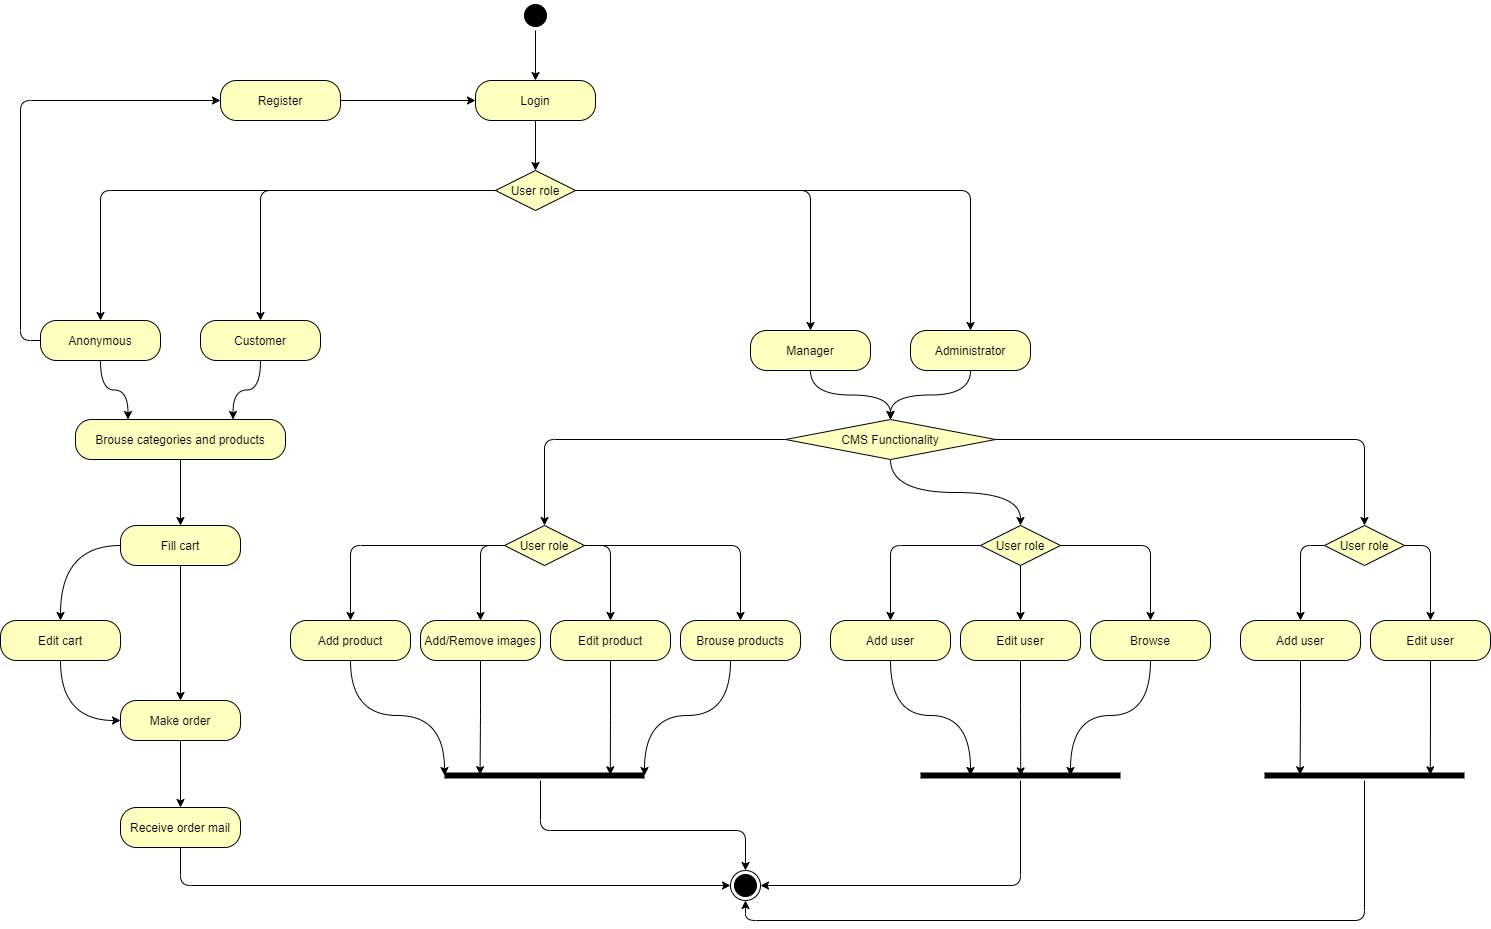 Register
Login
User role
Anonymous
Customer
Manager
Administrator
Brouse categories and products
CMS Functionality
Fill cart
User role
User role
User role
Edit cart
Add product
Add/Remove images
Edit product
Brouse products
Add user
Edit user
Browse
Add user
Edit user
Make order
Receive order mail